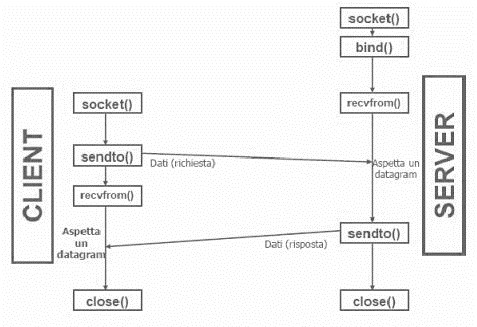 socket()
bind()
recvfrom()
socket()
CLIENT
SERVER
sendto()
Dati (richiesta)
Aspetta un
datagram
recvfrom()
Aspetta
un
datagram
sendto()
Dati (risposta)
close()
close()